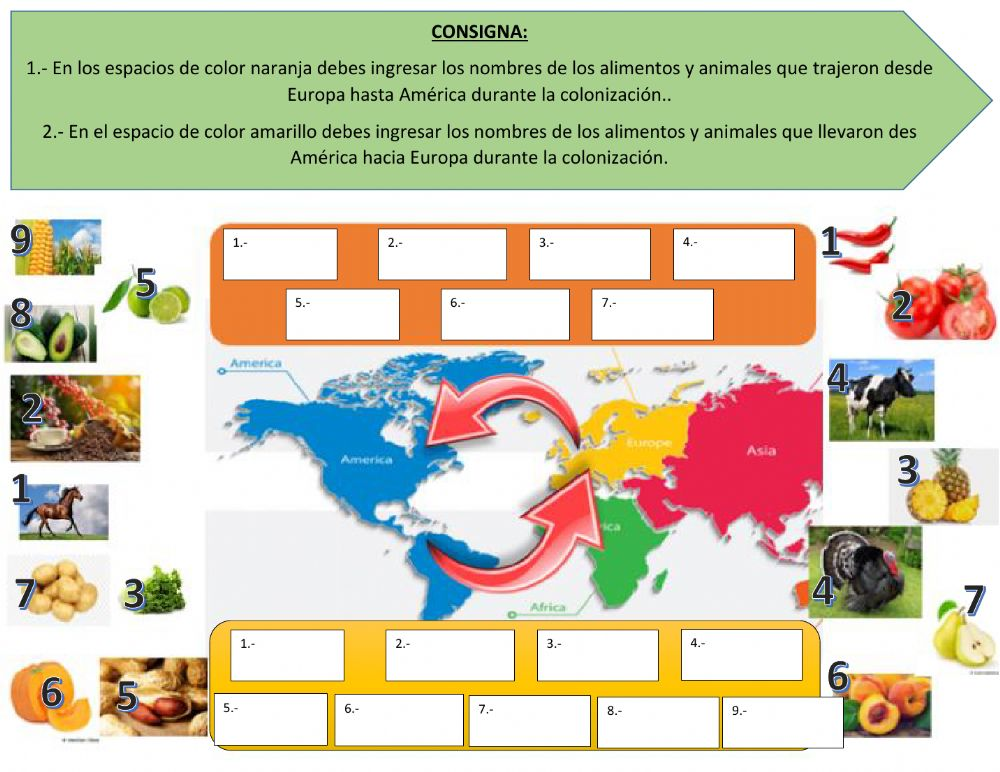 CONSIGNA:
1.- En los espacios de color naranja debes ingresar los nombres de los alimentos y animales que trajeron desde
Europa hasta América durante la colonización..
2.- En el espacio de color amarillo debes ingresar los nombres de los alimentos y animales que llevaron des
América hacia Europa durante la colonización.
9
5
8
2
1
7
3
6
5
1.-
2.-
3.-
4.-
5.-
6.-
7.-
America
America
Europe
Asia
rica
Africa
1.-
2.-
3.-
4.-
5.-
6.-
7.-
8.-
9.-
1
2
4
3
4
7
6